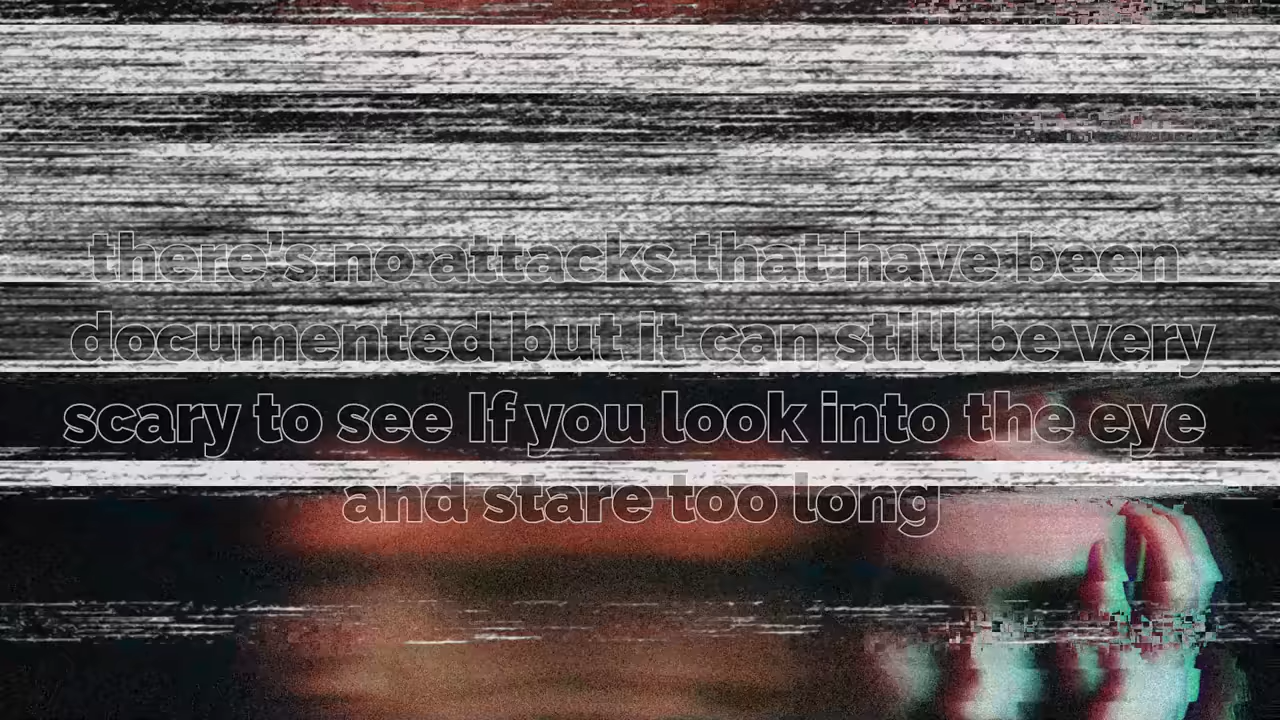 there's no attacks that have been
documented but it can still be very
scary to see If you look into the eye
and stare too long